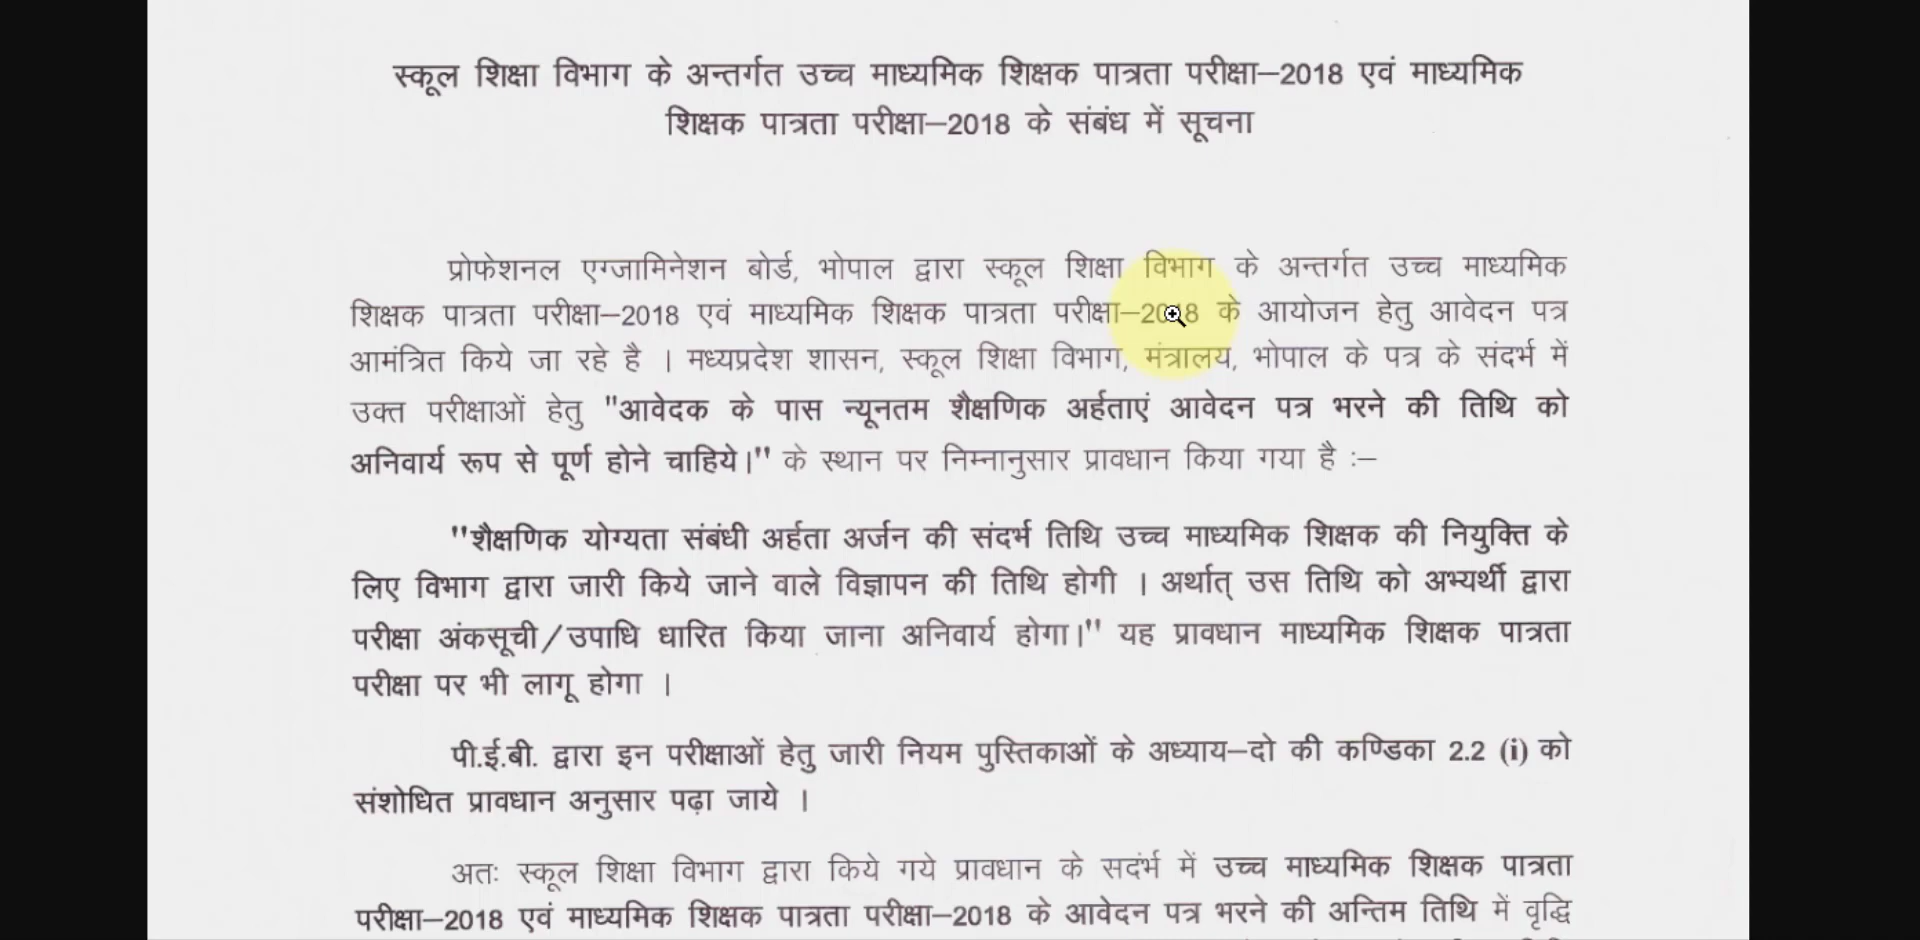 स्कूल शिक्षा विभाग के अन्तर्गत उच्च माध्यमिक शिक्षक पात्रता परीक्षा–2018 एवं माध्यमिक
शिक्षक पात्रता परीक्षा–2018 के संबंध में सूचना
प्रोफेशनल एग्जामिनेशन बोर्ड, भोपाल द्वारा स्कूल शिक्षा विभाग के अन्तर्गत उच्च माध्यमिक
शिक्षक पात्रता परीक्षा–2018 एवं माध्यमिक शिक्षक पात्रता परीक्षा–2018 के आयोजन हेतु आवेदन पत्र
आमंत्रित किये जा रहे है । मध्यप्रदेश शासन, स्कूल शिक्षा विभाग, मंत्रालय, भोपाल के पत्र के संदर्भ में
उक्त परीक्षाओं हेतु "आवेदक के पास न्यूनतम शैक्षणिक अर्हताएं आवेदन पत्र भरने की तिथि को
अनिवार्य रूप से पूर्ण होने चाहिये।" के स्थान पर निम्नानुसार प्रावधान किया गया है :–
"शैक्षणिक योग्यता संबंधी अर्हता अर्जन की संदर्भ तिथि उच्च माध्यमिक शिक्षक की नियुक्ति के
लिए विभाग द्वारा जारी किये जाने वाले विज्ञापन की तिथि होगी । अर्थात् उस तिथि को अभ्यर्थी द्वारा
परीक्षा अंकसूची/उपाधि धारित किया जाना अनिवार्य होगा।" यह प्रावधान माध्यमिक शिक्षक पात्रता
परीक्षा पर भी लागू होगा ।
पी.ई.बी. द्वारा इन परीक्षाओं हेतु जारी नियम पुस्तिकाओं के अध्याय–दो की कण्डिका 2.2 (i) को
संशोधित प्रावधान अनुसार पढ़ा जाये ।
अतः स्कूल शिक्षा विभाग द्वारा किये गये प्रावधान के सदंर्भ में उच्च माध्यमिक शिक्षक पात्रता
परीक्षा–2018 एवं माध्यमिक शिक्षक पात्रता परीक्षा–2018 के आवेदन पत्र भरने की अन्तिम तिथि में वृद्धि